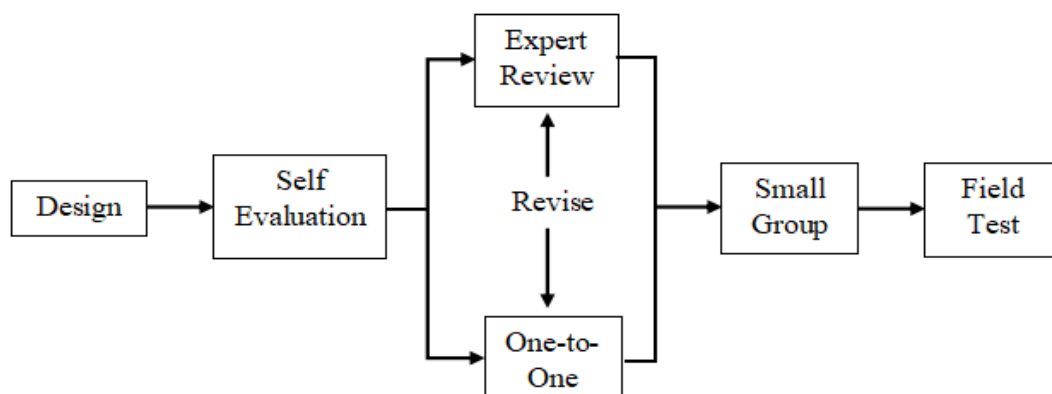 Design
Self
Evaluation
Expert
Review
Revise
One-to-
One
Small
Group
Field
Test